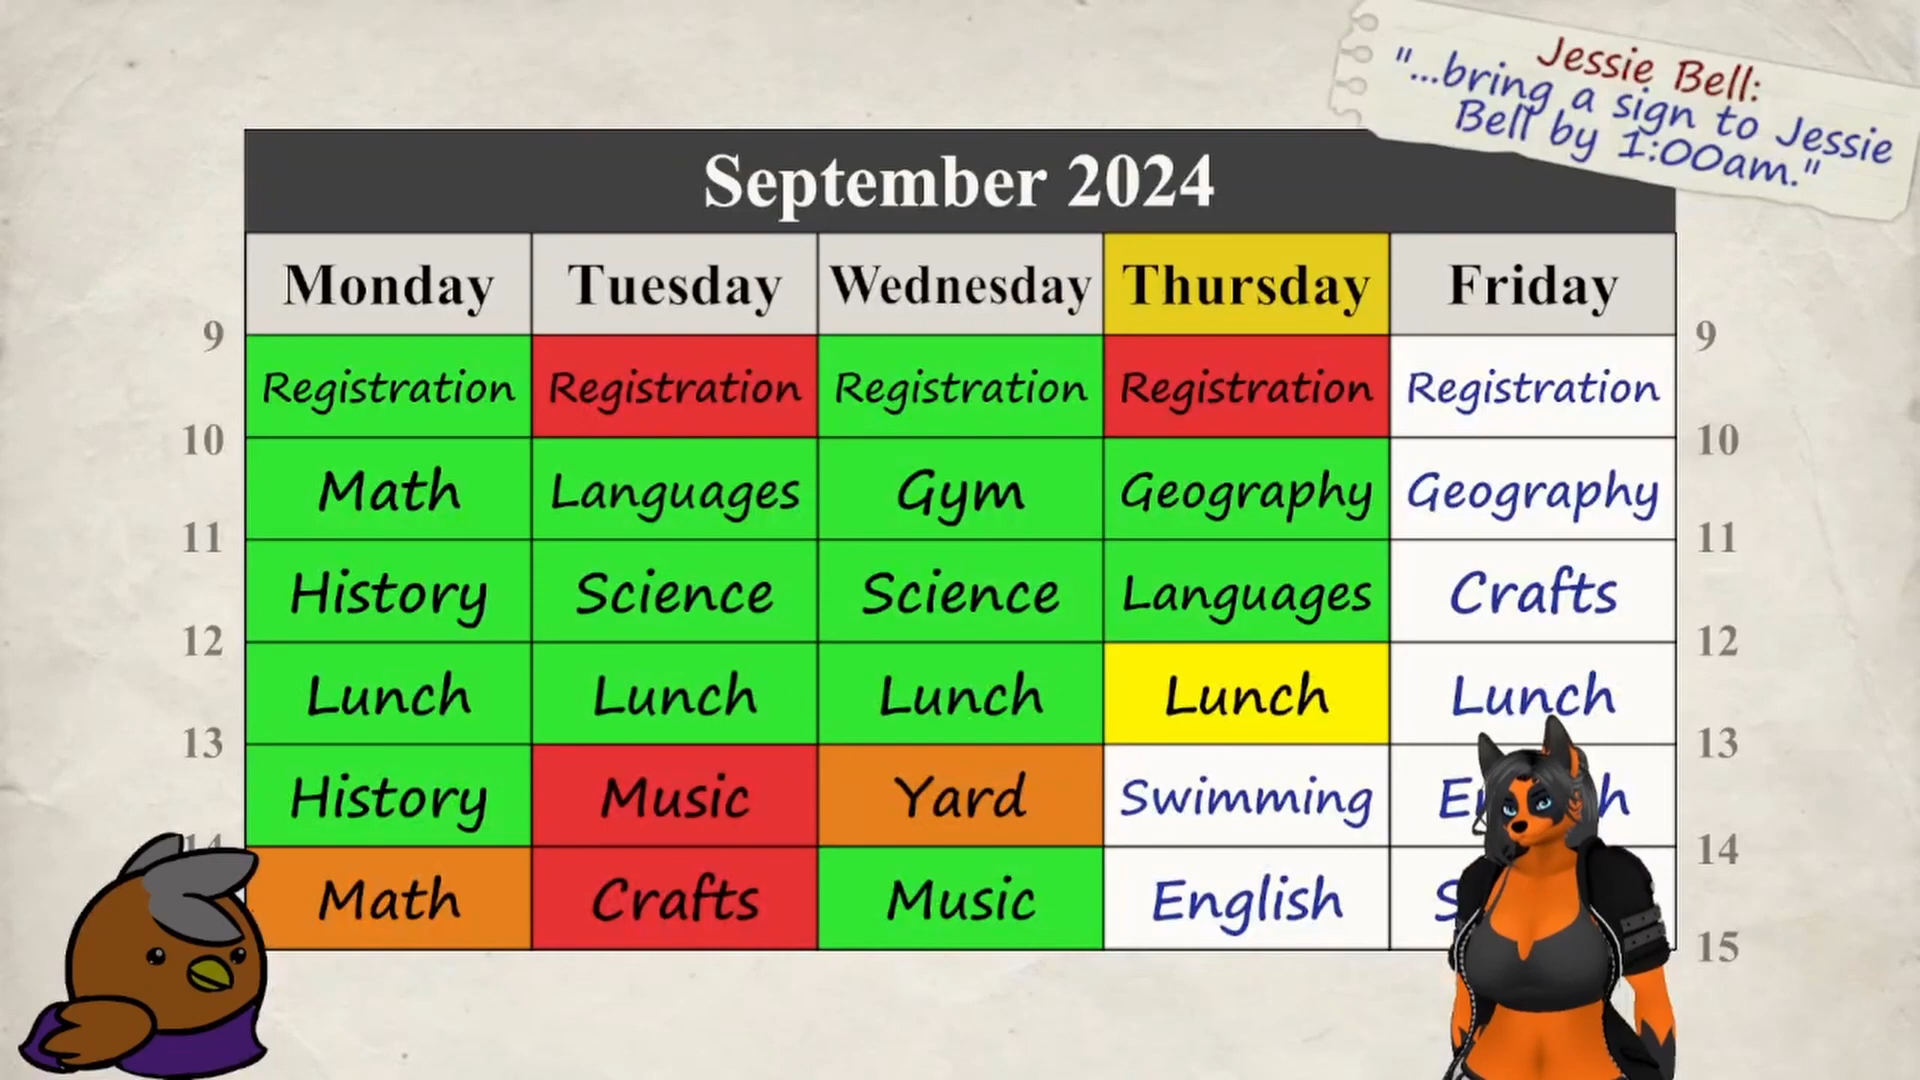 Jessie Bell:
"...bring a sign to Jessie
Bell by 1:00am."
September 2024
Monday Tuesday Wednesday Thursday Friday
9 9
Registration Registration Registration Registration Registration
10 10
Math Languages Gym Geography Geography
11 11
History Science Science Languages Crafts
12 12
Lunch Lunch Lunch Lunch Lunch
13 13
History Music Yard Swimming
14 14
Math Crafts Music English
15